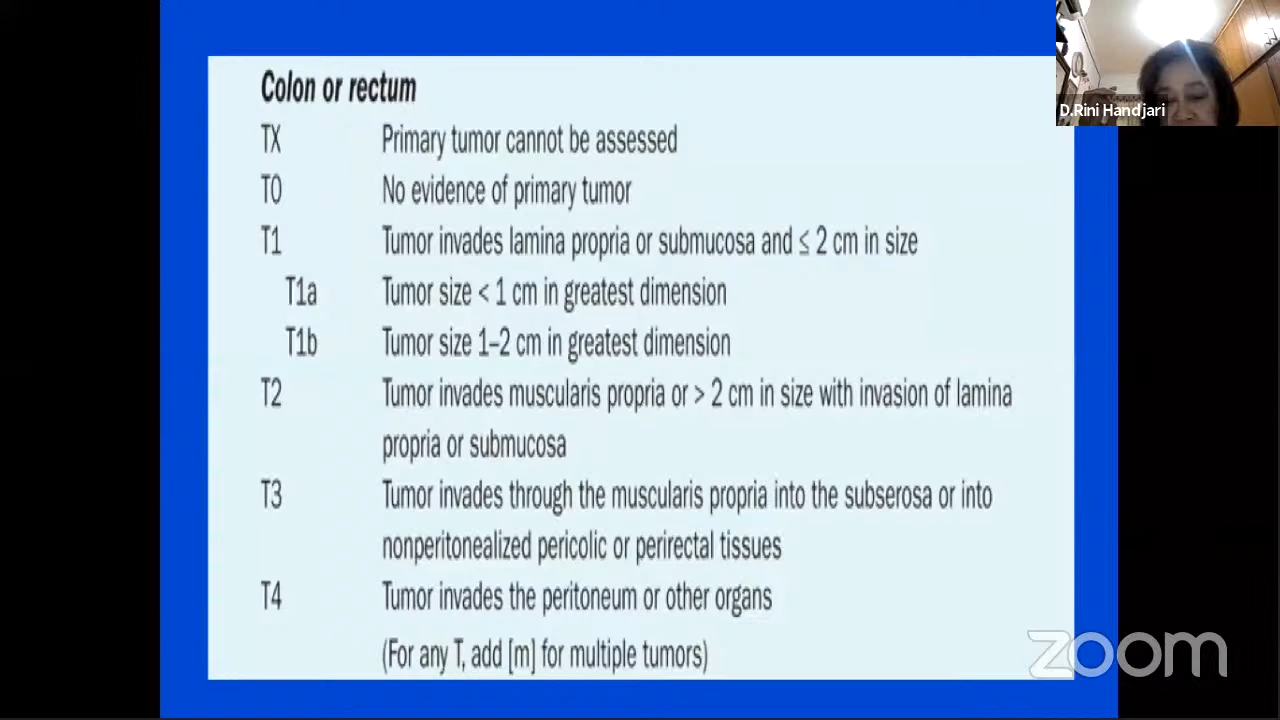 Colon or rectum
TX Primary tumor cannot be assessed
T0 No evidence of primary tumor
T1 Tumor invades lamina propria or submucosa and ≤ 2 cm in size
T1a Tumor size < 1 cm in greatest dimension
T1b Tumor size 1–2 cm in greatest dimension
T2 Tumor invades muscularis propria or > 2 cm in size with invasion of lamina
propria or submucosa
T3 Tumor invades through the muscularis propria into the subserosa or into
nonperitonealized pericolic or perirectal tissues
T4 Tumor invades the peritoneum or other organs
(For any T, add [m] for multiple tumors)
D.Rini Handjari
zoom